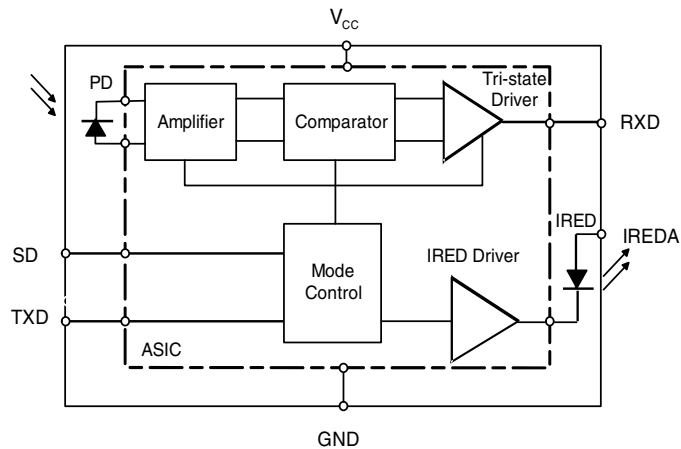 VCC
PD
Amplifier
Comparator
Tri-state
Driver
RXD
SD
TXD
Mode
Control
IRED Driver
IRED
IREDA
ASIC
GND